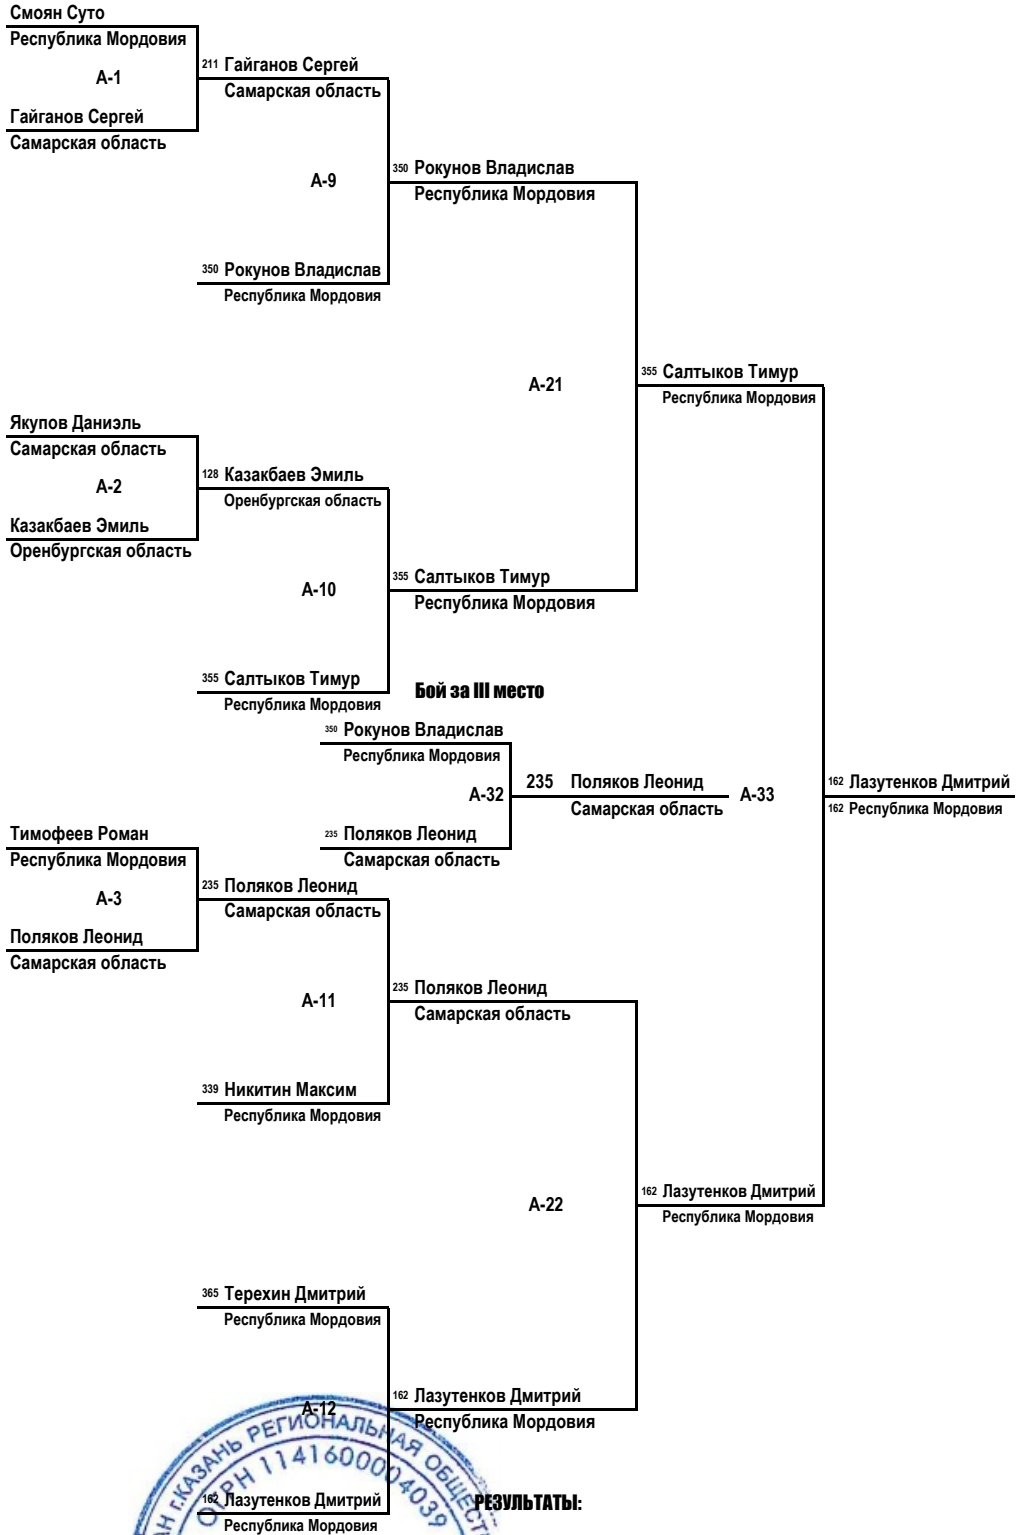 Смоян Суто
Республика Мордовия
А-1
211 Гайганов Сергей
Самарская область
Гайганов Сергей
Самарская область
А-9
350 Рокунов Владислав
Республика Мордовия
350 Рокунов Владислав
Республика Мордовия
А-21
355 Салтыков Тимур
Республика Мордовия
Якупов Даниэль
Самарская область
А-2
128 Казакбаев Эмиль
Оренбургская область
Казакбаев Эмиль
Оренбургская область
А-10
355 Салтыков Тимур
Республика Мордовия
355 Салтыков Тимур
Республика Мордовия
Бой за III место
350 Рокунов Владислав
Республика Мордовия
А-32
235 Поляков Леонид
Самарская область
А-33
162 Лазутенков Дмитрий
162 Республика Мордовия
235 Поляков Леонид
Самарская область
Тимофеев Роман
Республика Мордовия
А-3
235 Поляков Леонид
Самарская область
Поляков Леонид
Самарская область
А-11
235 Поляков Леонид
Самарская область
339 Никитин Максим
Республика Мордовия
А-22
162 Лазутенков Дмитрий
Республика Мордовия
365 Терехин Дмитрий
Республика Мордовия
А-12
162 Лазутенков Дмитрий
Республика Мордовия
162 Лазутенков Дмитрий
Республика Мордовия
РЕЗУЛЬТАТЫ:
г.КАЗАНЬ РЕГИОНАЛЬНАЯ
ОГРН 1141600004039